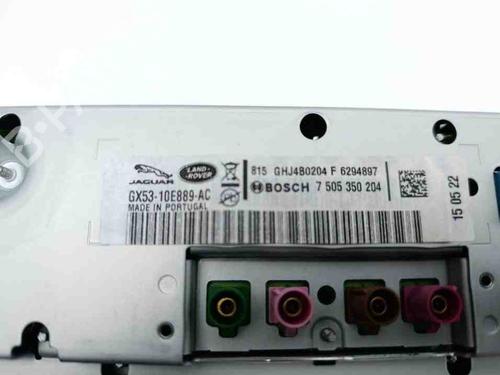 JAGUAR
LAND-
ROVER
815 GHJ4B0204 F 6294897
GX53-10E889-AC
BOSCH 7 505 350 204
MADE IN PORTUGAL
15 05 22